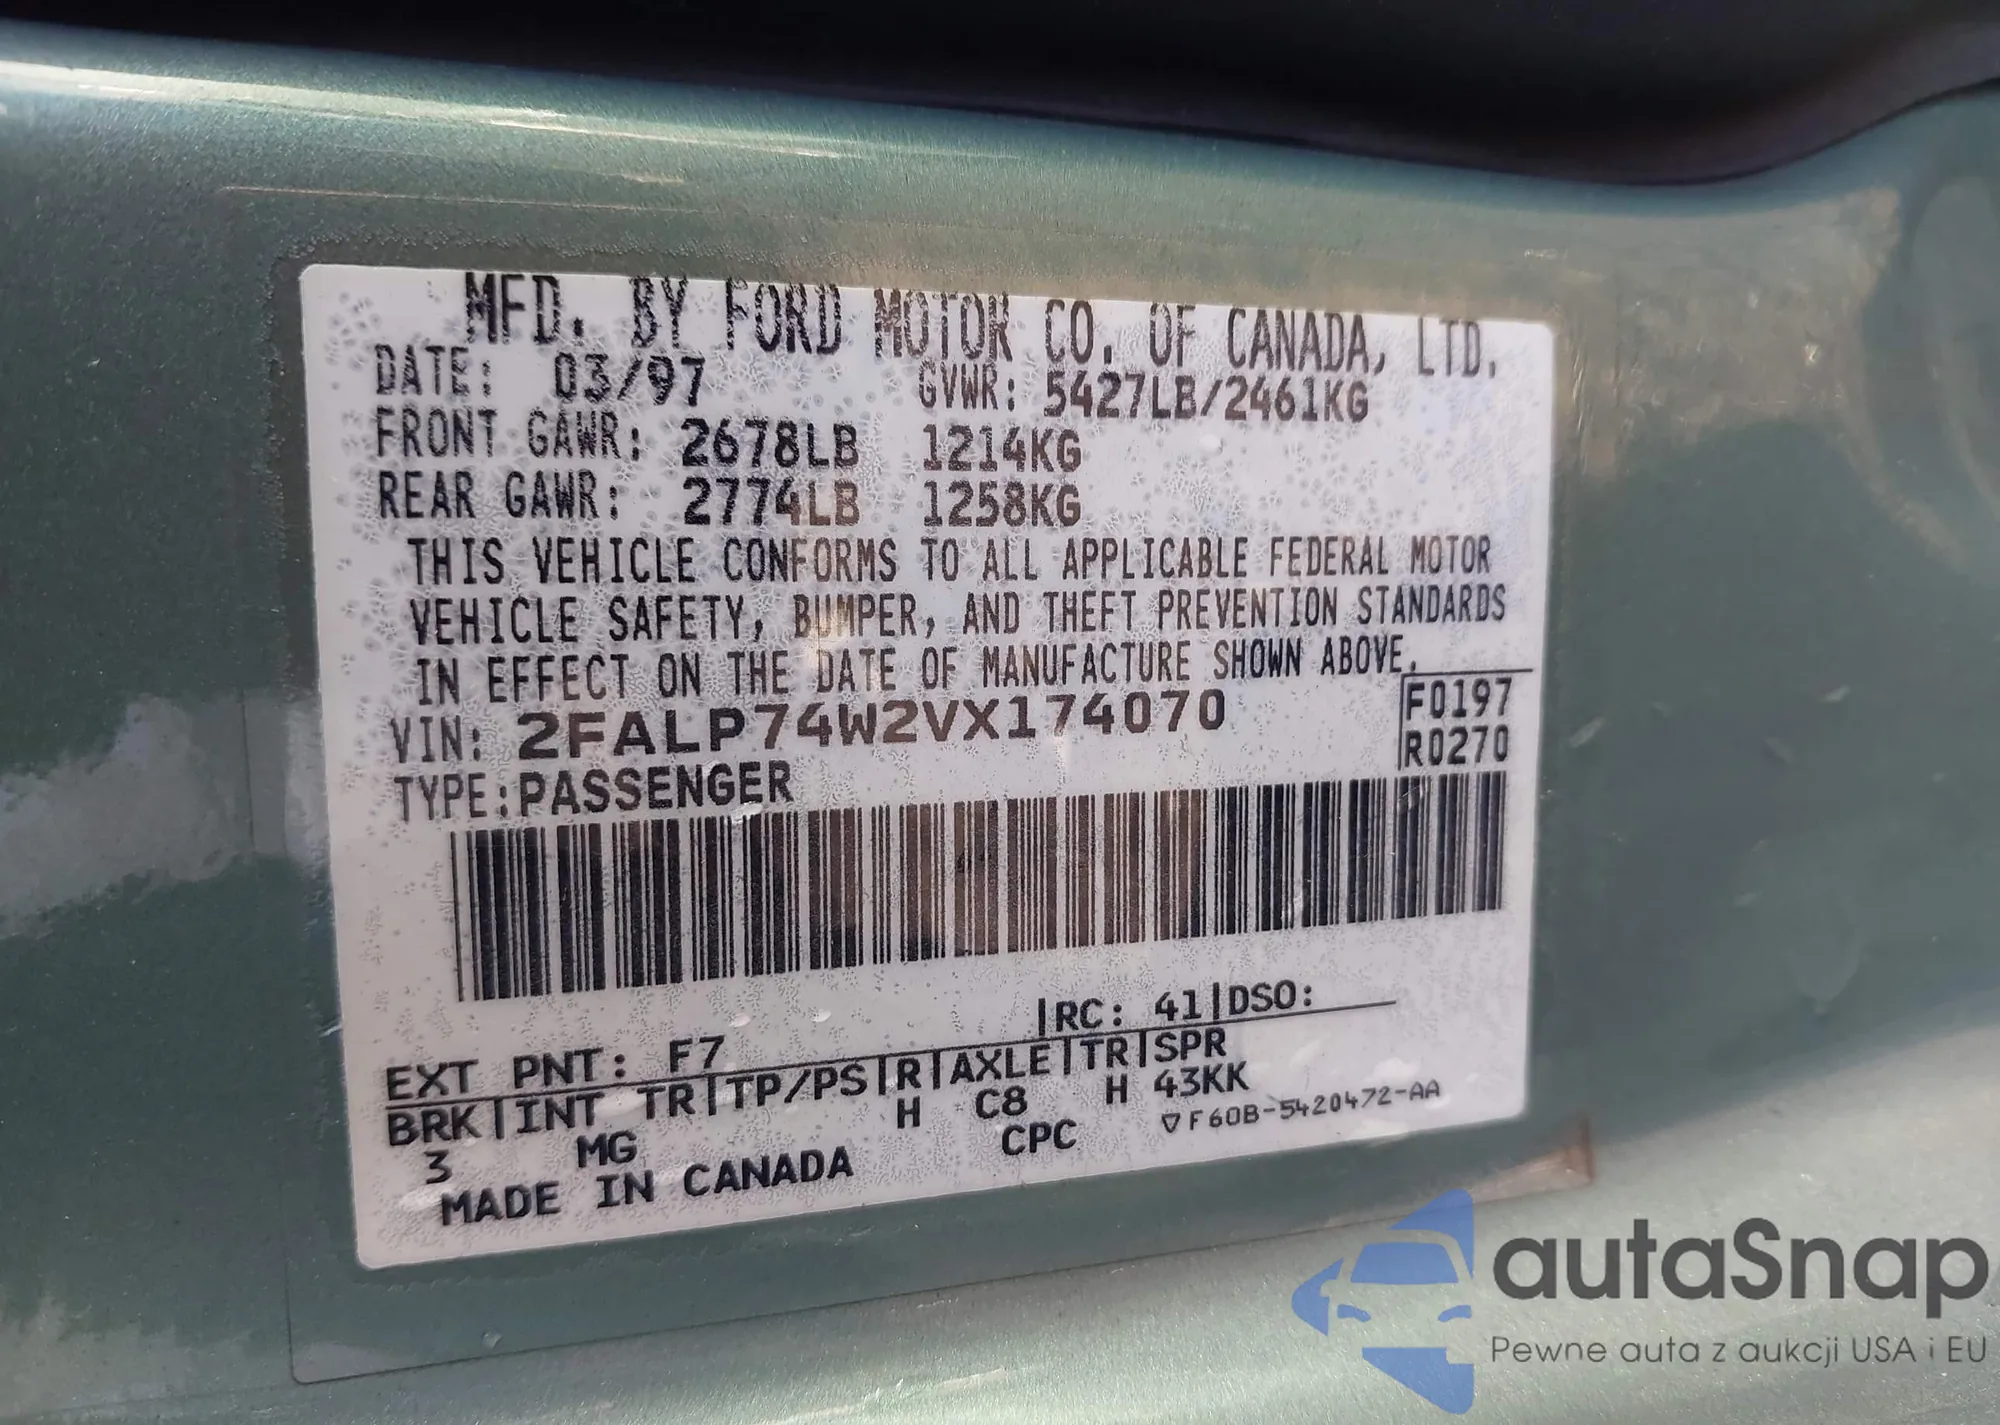 MFD. BY FORD MOTOR CO. OF CANADA, LTD.
DATE: 03/97 GVWR: 5427LB/2461KG
FRONT GAWR: 2678LB 1214KG
REAR GAWR: 2774LB 1258KG
THIS VEHICLE CONFORMS TO ALL APPLICABLE FEDERAL MOTOR
VEHICLE SAFETY, BUMPER, AND THEFT PREVENTION STANDARDS
IN EFFECT ON THE DATE OF MANUFACTURE SHOWN ABOVE.
VIN: 2FALP74W2VX174070 F0197
TYPE:PASSENGER R0270
EXT PNT: F7 |RC: 41|DSO:
BRK|INT TR|TP/PS|R|AXLE|TR|SPR
3 MG H C8 H 43KK
MADE IN CANADA CPC ▽F60B-5420472-AA
autaSnap
Pewne auta z aukcji USA i EU